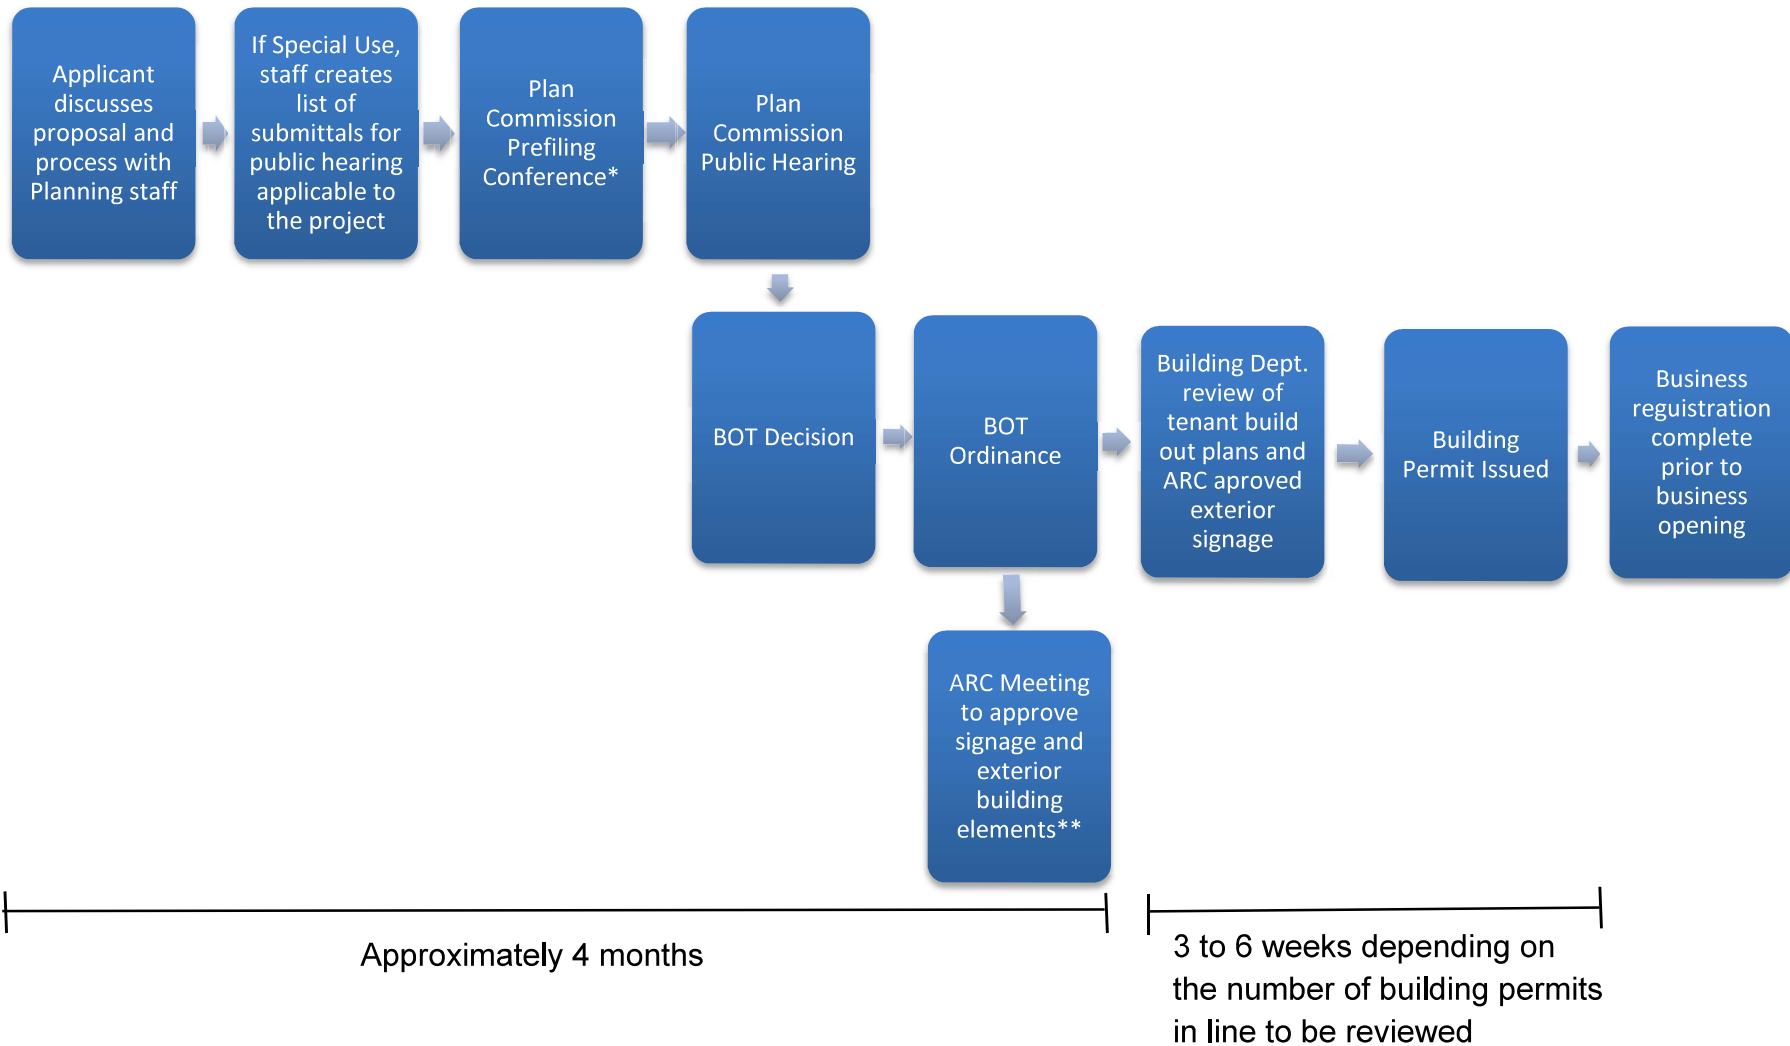 Applicant
discusses
proposal and
process with
Planning staff
If Special Use,
staff creates
list of
submittals for
public hearing
applicable to
the project
Plan
Commission
Prefiling
Conference*
Plan
Commission
Public Hearing
BOT Decision
BOT
Ordinance
Building Dept.
review of
tenant build
out plans and
ARC aproved
exterior
signage
Building
Permit Issued
Business
reguistration
complete
prior to
business
opening
ARC Meeting
to approve
signage and
exterior
building
elements**
Approximately 4 months
3 to 6 weeks depending on
the number of building permits
in line to be reviewed